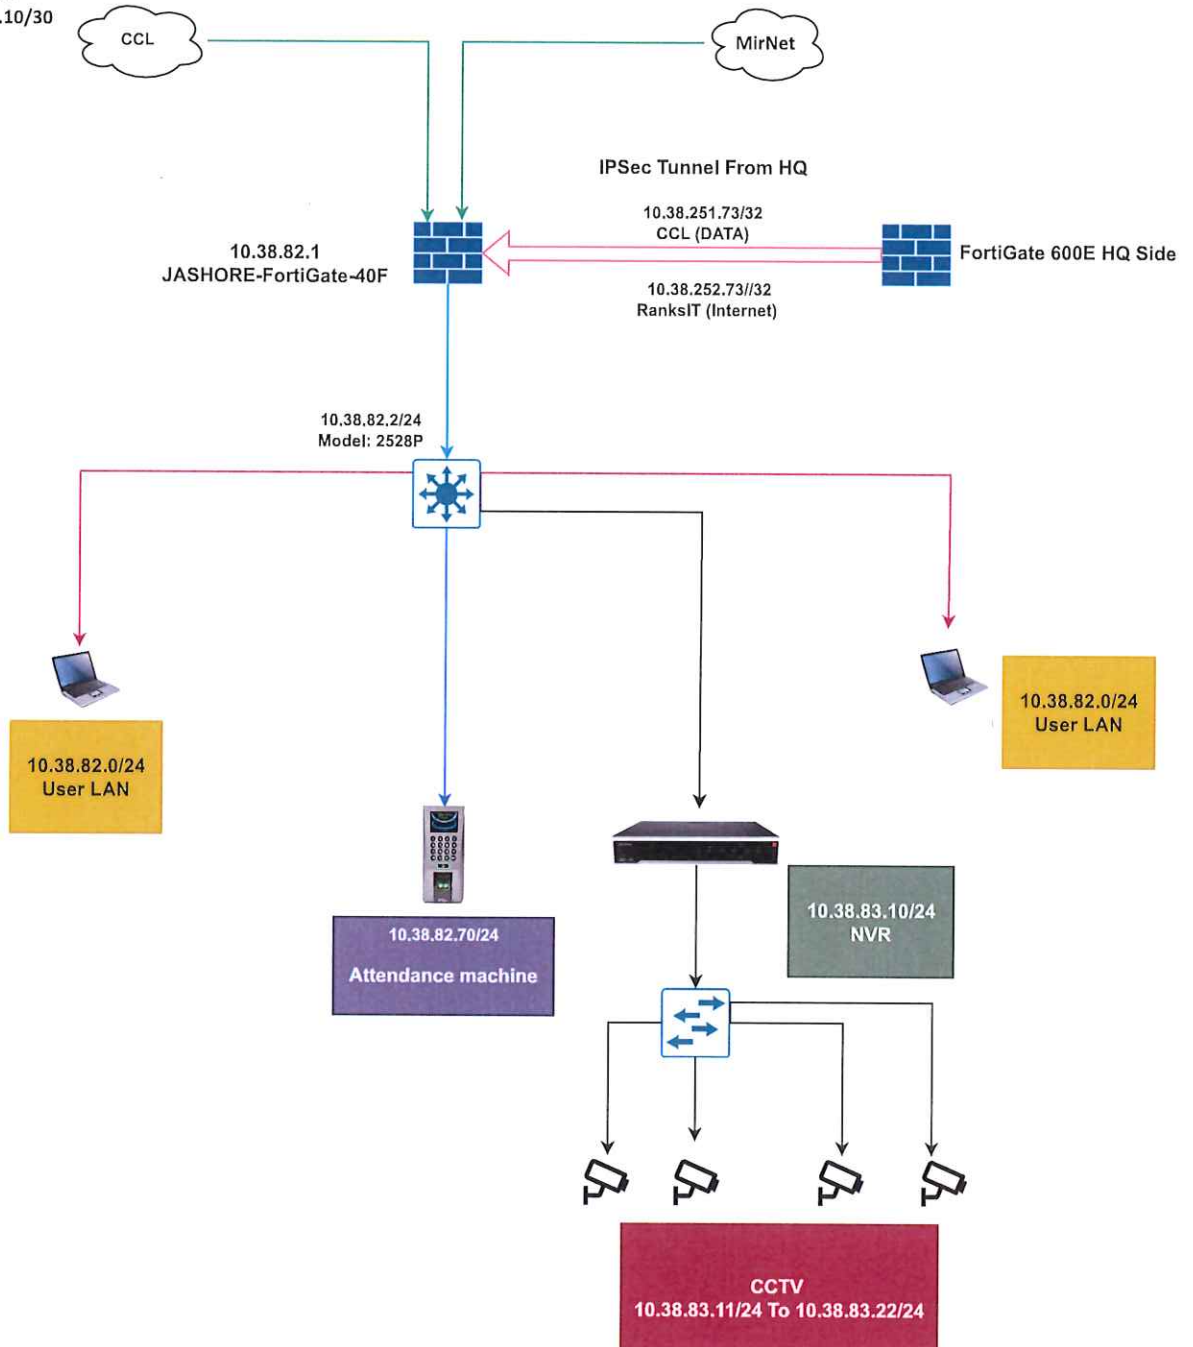 .10/30
CCL
MirNet
IPSec Tunnel From HQ
10.38.251.73/32
CCL (DATA)
10.38.82.1
JASHORE-FortiGate-40F
FortiGate 600E HQ Side
10.38.252.73//32
RanksIT (Internet)
10.38.82.2/24
Model: 2528P
10.38.82.0/24
User LAN
10.38.82.0/24
User LAN
10.38.83.10/24
NVR
10.38.82.70/24
Attendance machine
CCTV
10.38.83.11/24 To 10.38.83.22/24